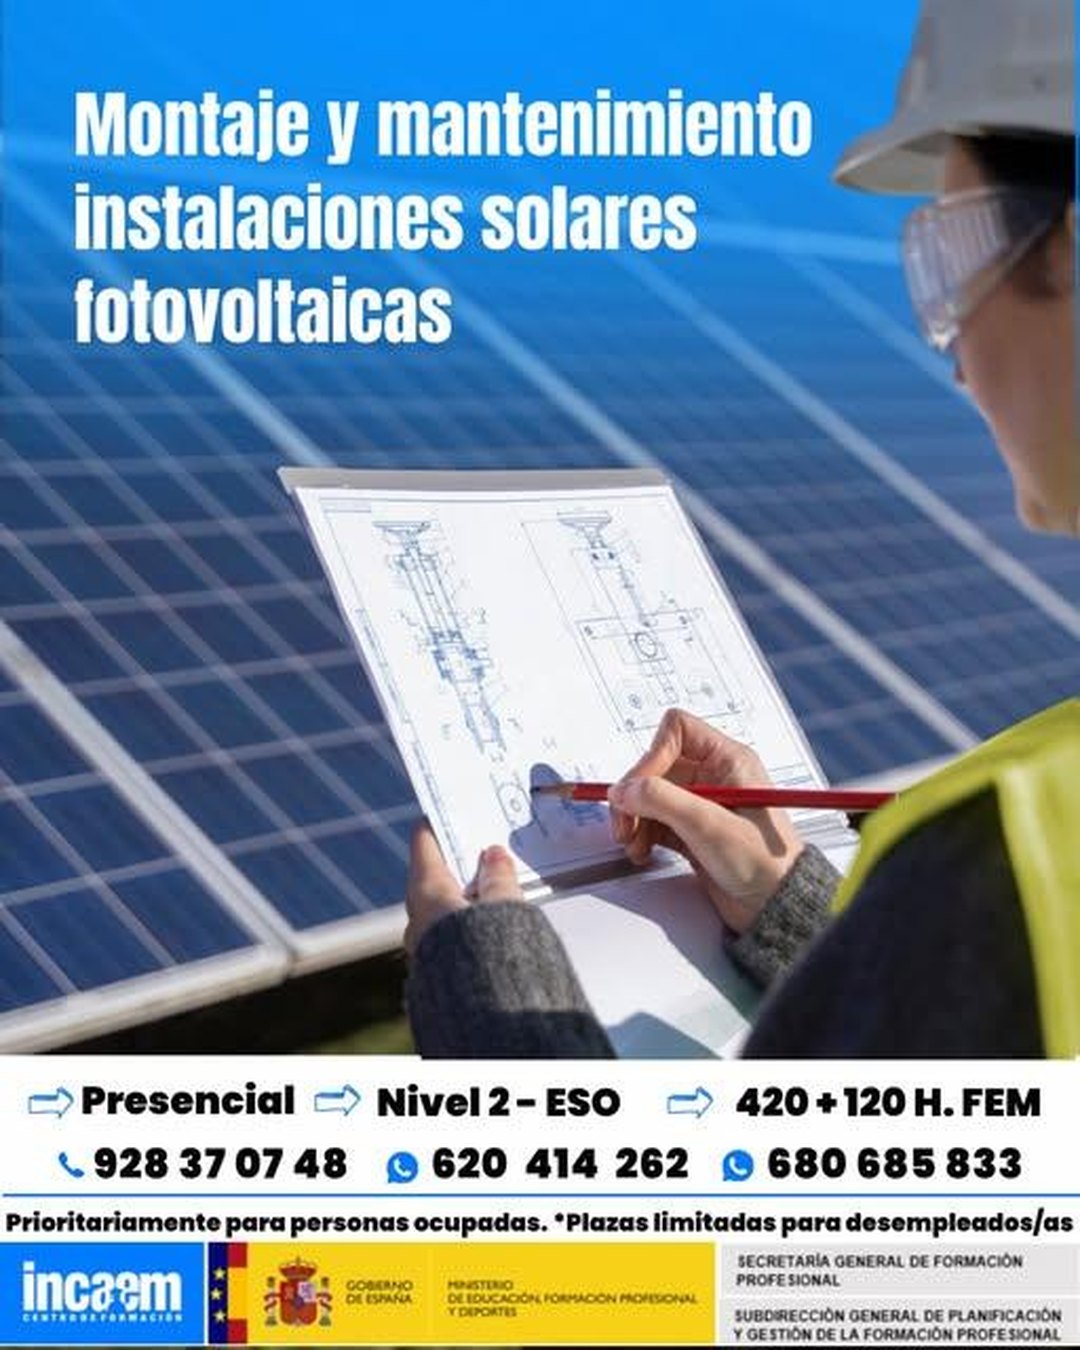 Montaje y mantenimiento
instalaciones solares
fotovoltaicas
Presencial Nivel 2 - ESO 420 + 120 H. FEM
928 37 07 48 620 414 262 680 685 833
Prioritariamente para personas ocupadas. *Plazas limitadas para desempleados/as
incaem
CENTRO DE FORMACIÓN
GOBIERNO
DE ESPAÑA
MINISTERIO
DE EDUCACIÓN, FORMACIÓN PROFESIONAL
Y DEPORTES
SECRETARÍA GENERAL DE FORMACIÓN
PROFESIONAL
SUBDIRECCIÓN GENERAL DE PLANIFICACIÓN
Y GESTIÓN DE LA FORMACIÓN PROFESIONAL